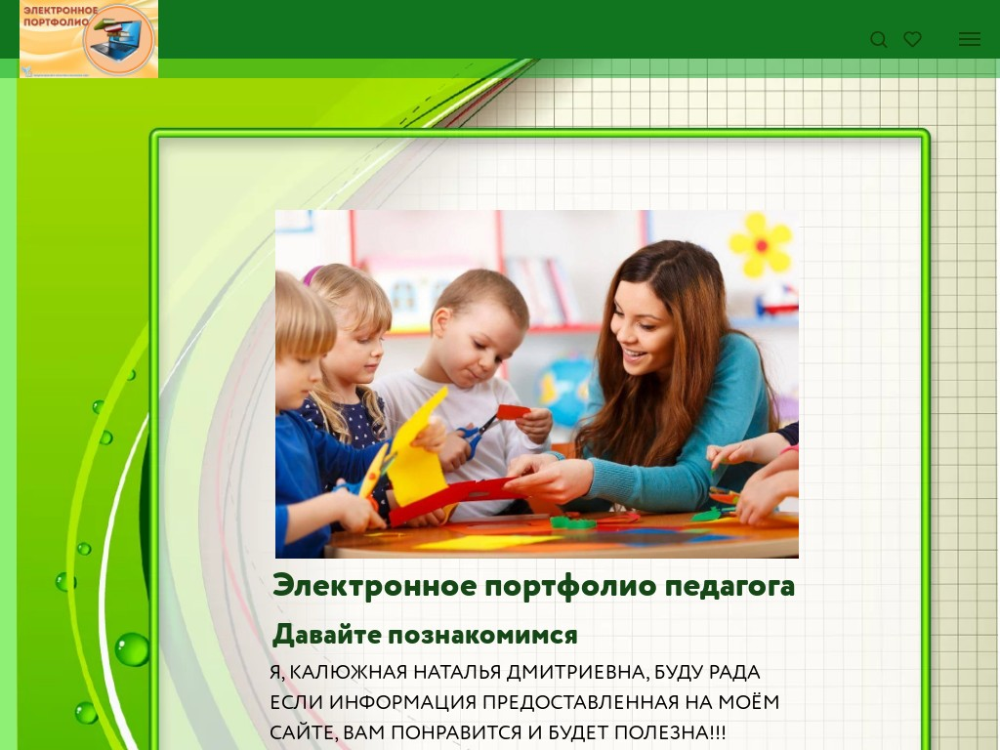 ЭЛЕКТРОННОЕ
ПОРТФОЛИО
Электронное портфолио педагога
Давайте познакомимся
Я, КАЛЮЖНАЯ НАТАЛЬЯ ДМИТРИЕВНА, БУДУ РАДА
ЕСЛИ ИНФОРМАЦИЯ ПРЕДОСТАВЛЕННАЯ НА МОЁМ
САЙТЕ, ВАМ ПОНРАВИТСЯ И БУДЕТ ПОЛЕЗНА!!!